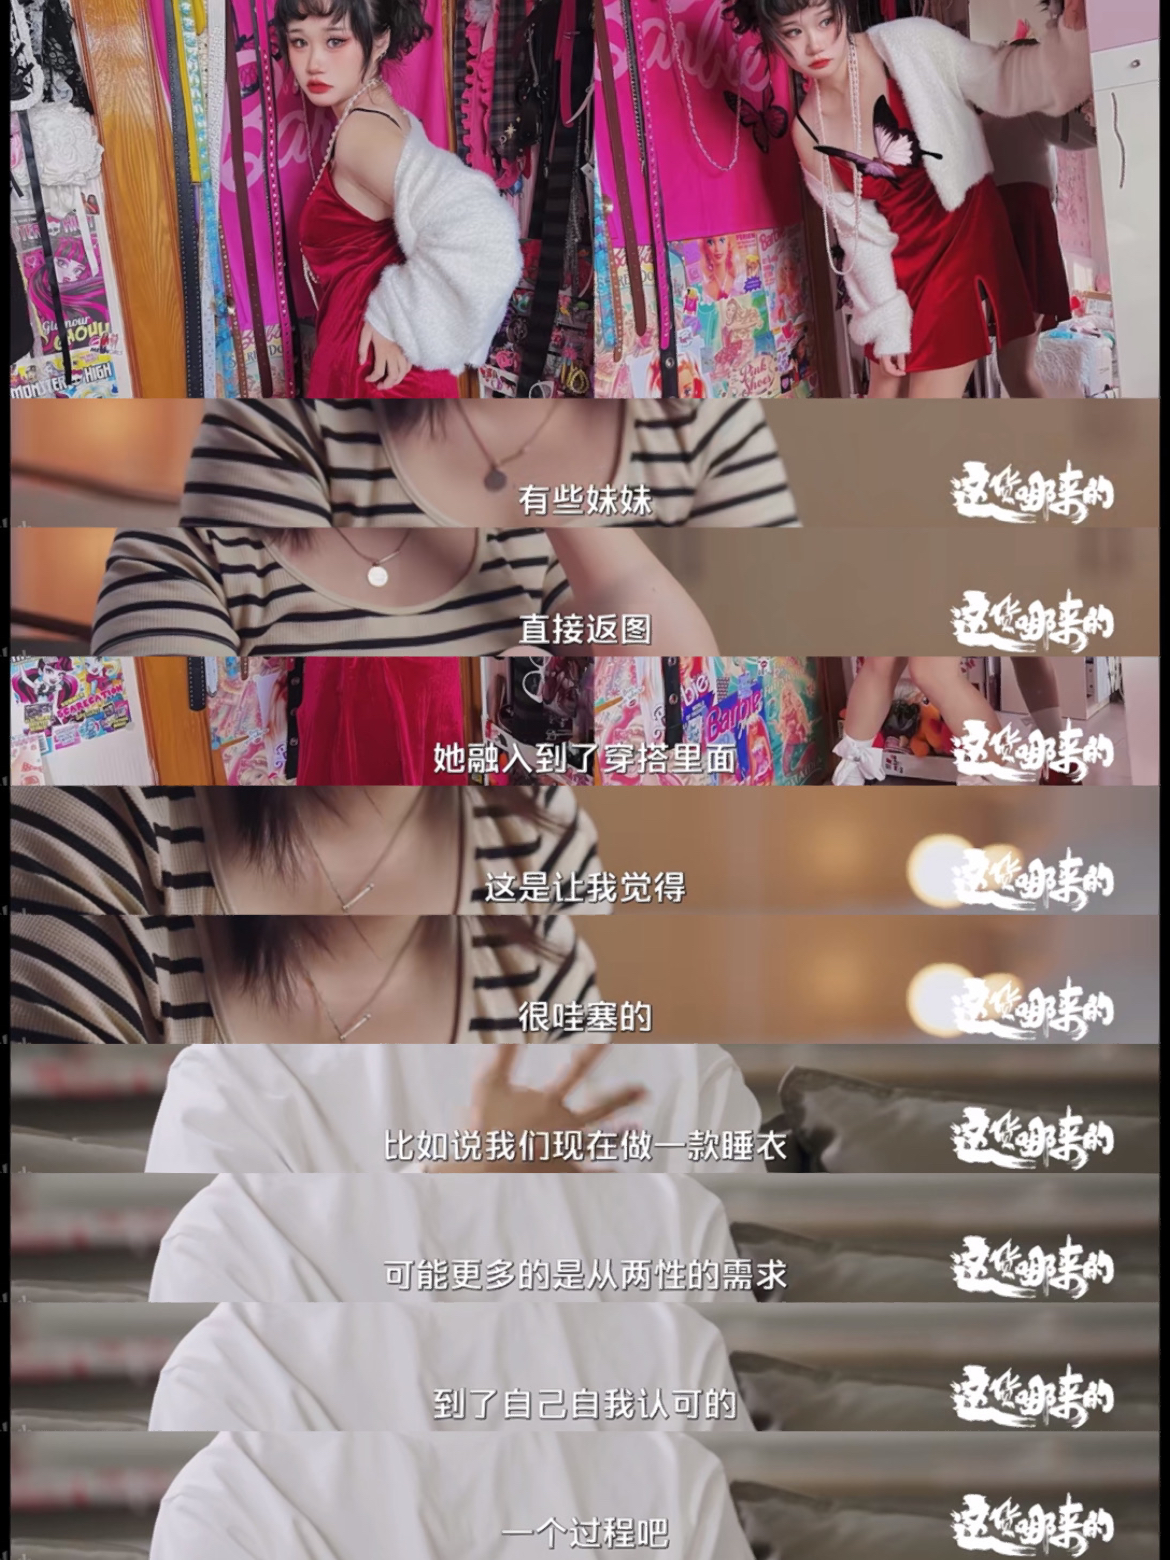 Barbie
Barbie
Barbie
Glamour
GHOUL
MONSTER HIGH
Pink
Shoes
有些妹妹
这货哪来的
直接返图
这货哪来的
Barbie
她融入到了穿搭里面
这货哪来的
这是让我觉得
这货哪来的
很哇塞的
这货哪来的
比如说我们现在做一款睡衣
这货哪来的
可能更多的是从两性的需求
这货哪来的
到了自己自我认可的
这货哪来的
一个过程吧
这货哪来的